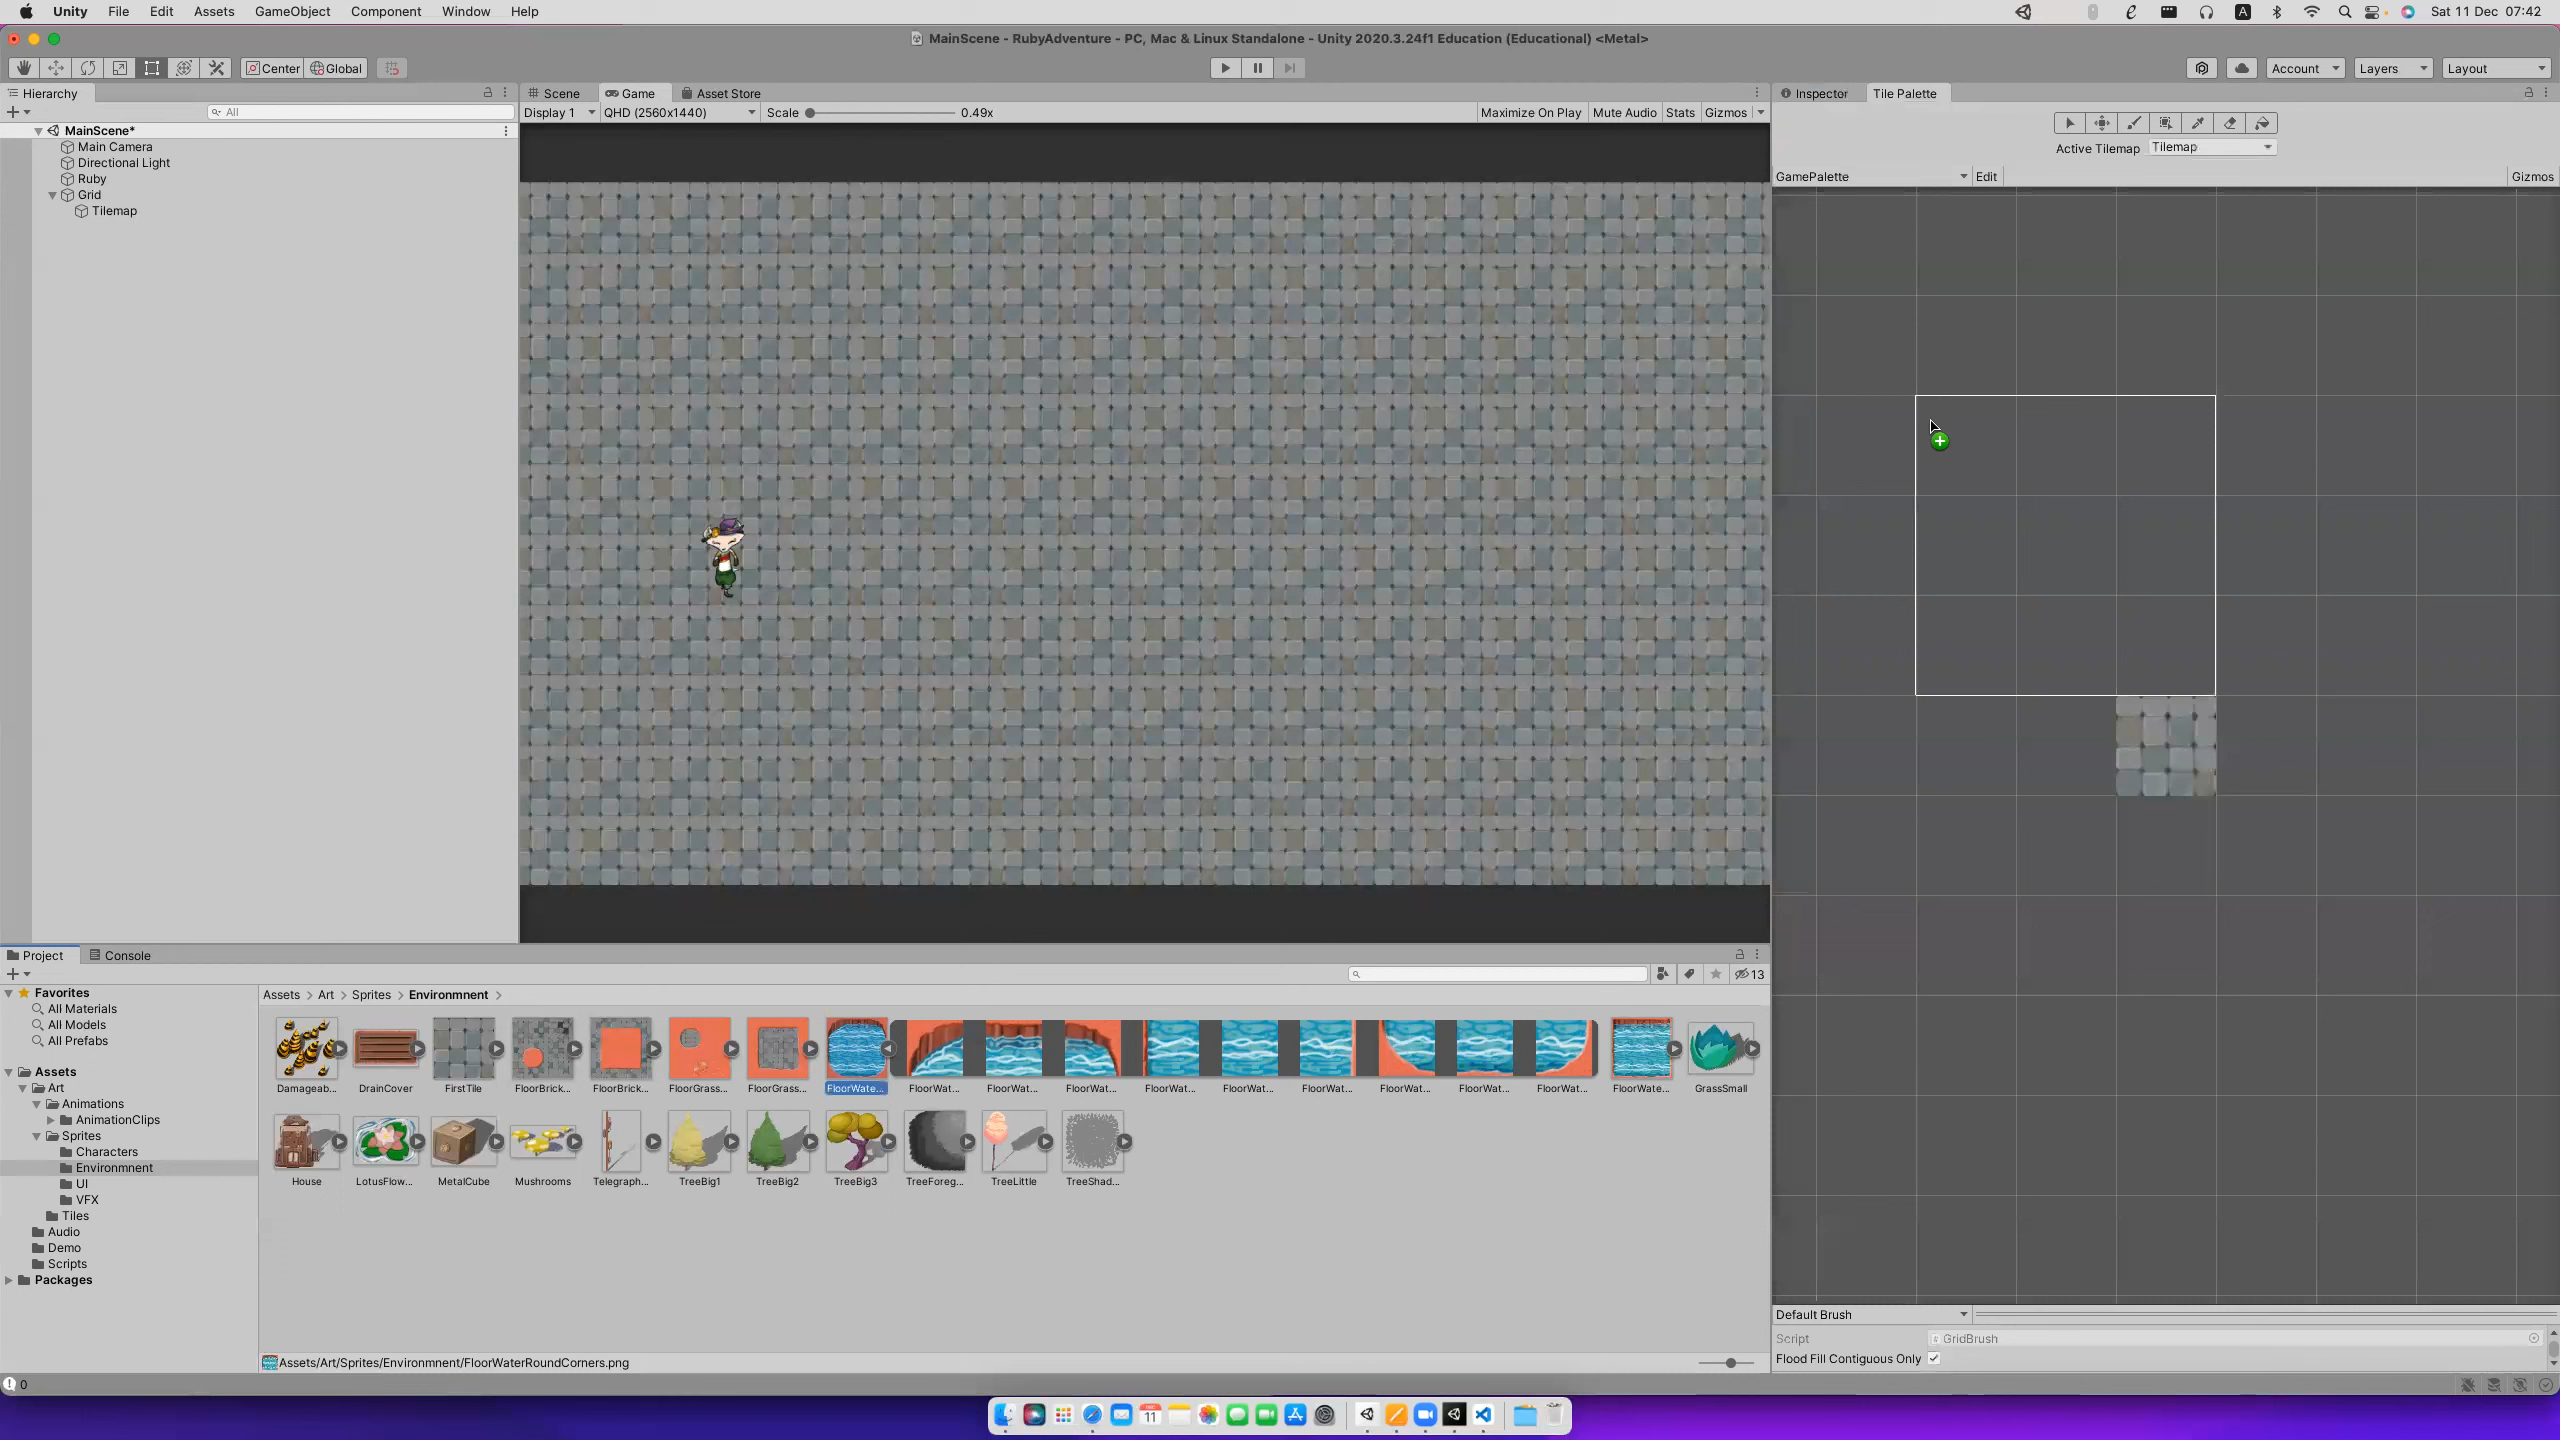 Unity File Edit Assets GameObject Component Window Help
A Sat 11 Dec 07:42
MainScene - RubyAdventure - PC, Mac & Linux Standalone - Unity 2020.3.24f1 Education (Educational) <Metal>
Center Global
Account Layers Layout
Hierarchy
All
MainScene*
Main Camera
Directional Light
Ruby
Grid
Tilemap
Scene Game Asset Store
Display 1 QHD (2560x1440) Scale 0.49x Maximize On Play Mute Audio Stats Gizmos
Inspector Tile Palette
Active Tilemap Tilemap
GamePalette Edit Gizmos
Project Console
13
Favorites
All Materials
All Models
All Prefabs
Assets
Art
Animations
AnimationClips
Sprites
Characters
Environmnent
UI
VFX
Tiles
Audio
Demo
Scripts
Packages
Assets > Art > Sprites > Environmnent >
Damageab... DrainCover FirstTile FloorBrick... FloorBrick... FloorGrass... FloorGrass... FloorWate... FloorWat... FloorWat... FloorWat... FloorWat... FloorWat... FloorWat... FloorWat... FloorWat... FloorWat... FloorWate... GrassSmall
House LotusFlow... MetalCube Mushrooms Telegraph... TreeBig1 TreeBig2 TreeBig3 TreeForeg... TreeLittle TreeShad...
Assets/Art/Sprites/Environmnent/FloorWaterRoundCorners.png
Default Brush
Script GridBrush
Flood Fill Contiguous Only
0
11